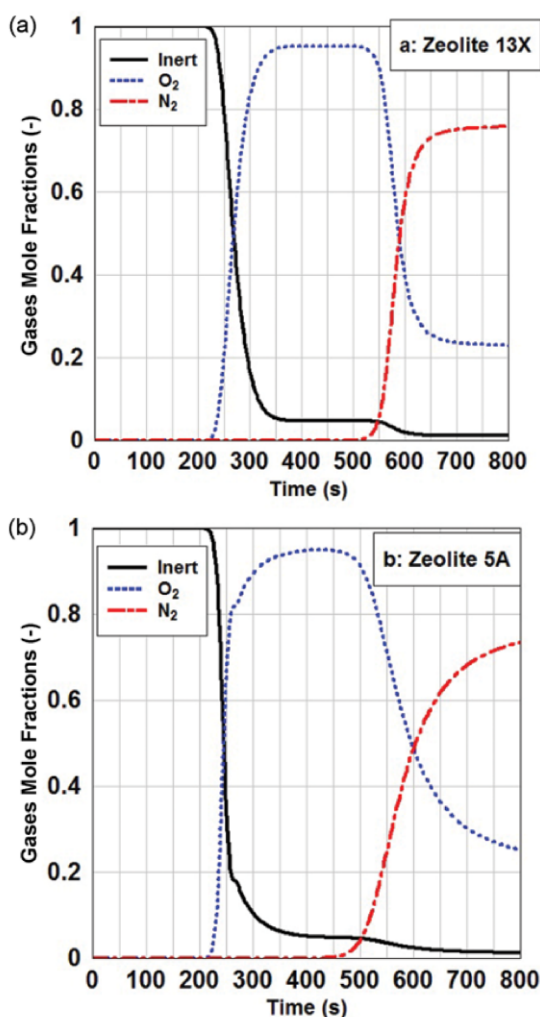 (a)
1
0.8
0.6
0.4
0.2
0
Gases Mole Fractions (-)
Inert
O₂
N₂
a: Zeolite 13X
0 100 200 300 400 500 600 700 800
Time (s)
(b)
1
0.8
0.6
0.4
0.2
0
Gases Mole Fractions (-)
Inert
O₂
N₂
b: Zeolite 5A
0 100 200 300 400 500 600 700 800
Time (s)